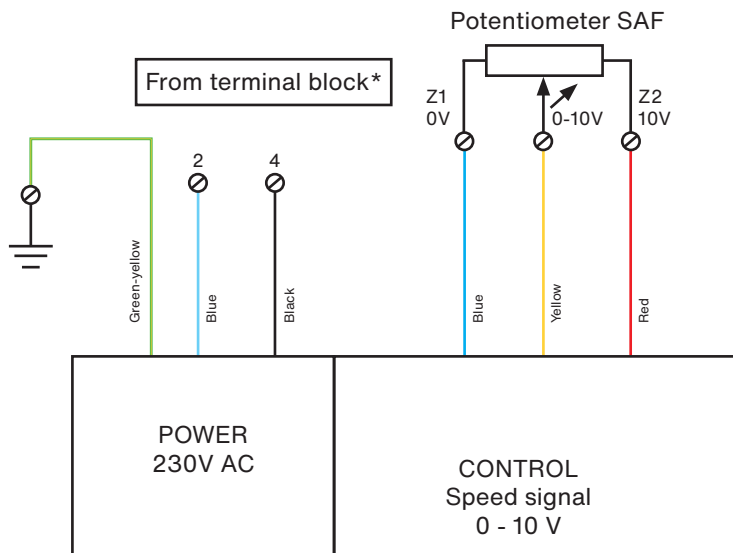 Potentiometer SAF
From terminal block*
Z1
0V
0-10V
Z2
10V
2
4
Green-yellow
Blue
Black
Blue
Yellow
Red
POWER
230V AC
CONTROL
Speed signal
0 - 10 V